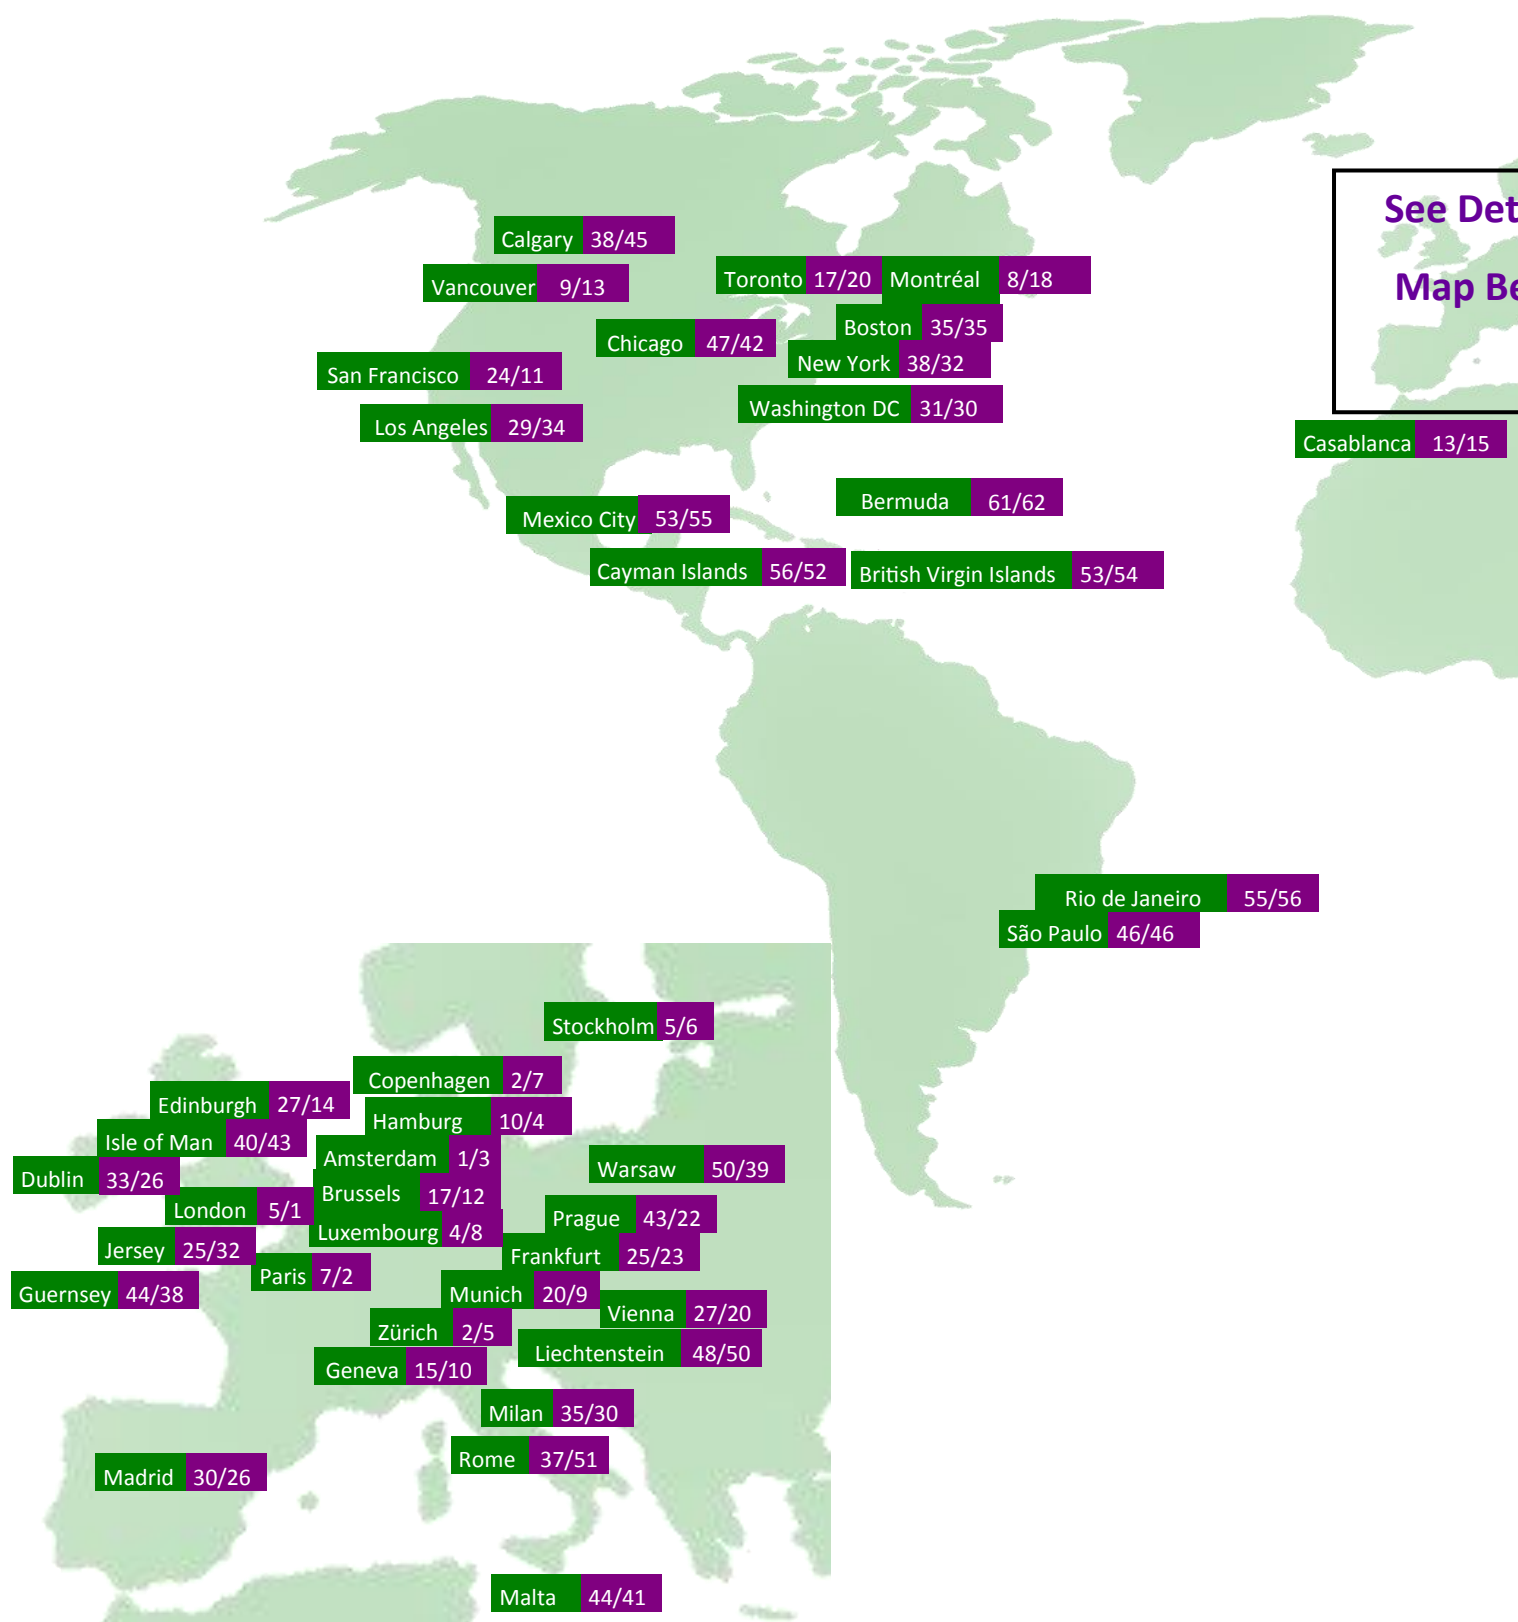 See Det
Map Be
Calgary 38/45
Vancouver 9/13
Toronto 17/20 Montréal 8/18
Boston 35/35
Chicago 47/42
New York 38/32
San Francisco 24/11
Washington DC 31/30
Los Angeles 29/34
Casablanca 13/15
Bermuda 61/62
Mexico City 53/55
Cayman Islands 56/52
British Virgin Islands 53/54
Rio de Janeiro 55/56
São Paulo 46/46
Stockholm 5/6
Copenhagen 2/7
Edinburgh 27/14
Hamburg 10/4
Isle of Man 40/43
Amsterdam 1/3
Warsaw 50/39
Dublin 33/26
Brussels 17/12
London 5/1
Prague 43/22
Luxembourg 4/8
Jersey 25/32
Frankfurt 25/23
Paris 7/2
Guernsey 44/38
Munich 20/9
Vienna 27/20
Zürich 2/5
Liechtenstein 48/50
Geneva 15/10
Milan 35/30
Rome 37/51
Madrid 30/26
Malta 44/41